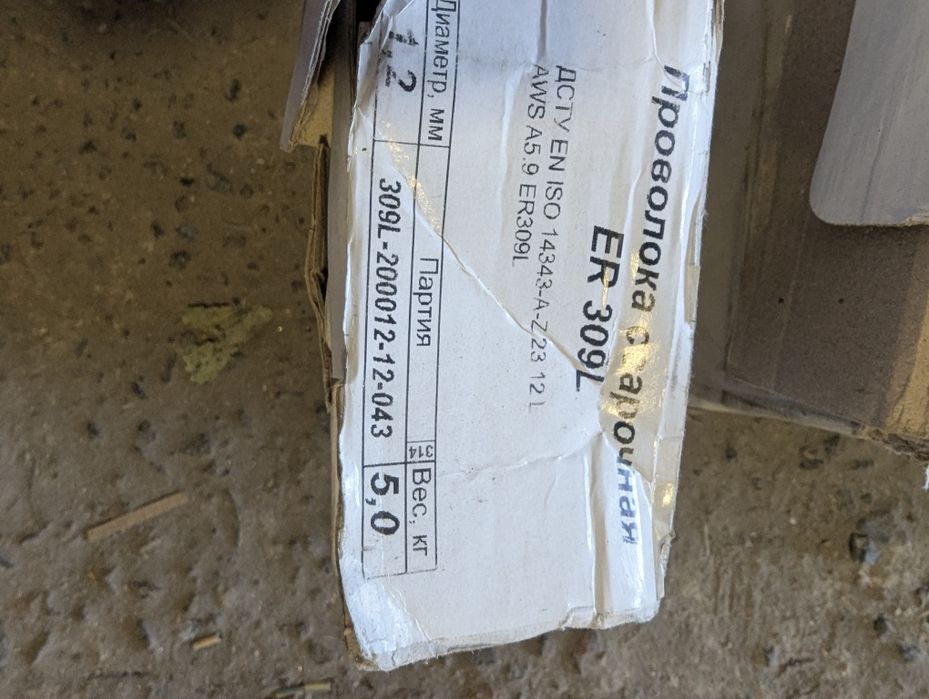 Проволока сварочная
ER 309L
ДСТУ EN ISO 14343-A-Z 23 12 L
AWS A5.9 ER309L
Диаметр, мм
Партия
Вес, кг
1,2
309L-200012-12-043
314
5,0